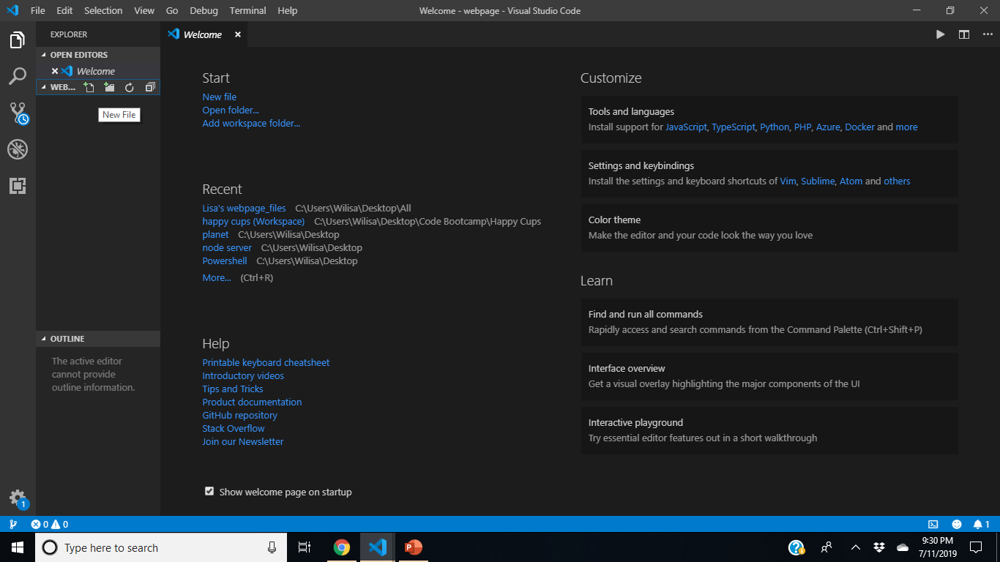 File Edit Selection View Go Debug Terminal Help
Welcome - webpage - Visual Studio Code
EXPLORER
OPEN EDITORS
Welcome
WEB...
New File
OUTLINE
The active editor
cannot provide
outline information.
Welcome
Start
New file
Open folder...
Add workspace folder...
Recent
Lisa's webpage_files C:\Users\Wilisa\Desktop\All
happy cups (Workspace) C:\Users\Wilisa\Desktop\Code Bootcamp\Happy Cups
planet C:\Users\Wilisa\Desktop
node server C:\Users\Wilisa\Desktop
Powershell C:\Users\Wilisa\Desktop
More... (Ctrl+R)
Help
Printable keyboard cheatsheet
Introductory videos
Tips and Tricks
Product documentation
GitHub repository
Stack Overflow
Join our Newsletter
Show welcome page on startup
Customize
Tools and languages
Install support for JavaScript, TypeScript, Python, PHP, Azure, Docker and more
Settings and keybindings
Install the settings and keyboard shortcuts of Vim, Sublime, Atom and others
Color theme
Make the editor and your code look the way you love
Learn
Find and run all commands
Rapidly access and search commands from the Command Palette (Ctrl+Shift+P)
Interface overview
Get a visual overlay highlighting the major components of the UI
Interactive playground
Try essential editor features out in a short walkthrough
1
0 0
1
Type here to search
P
9:30 PM
7/11/2019